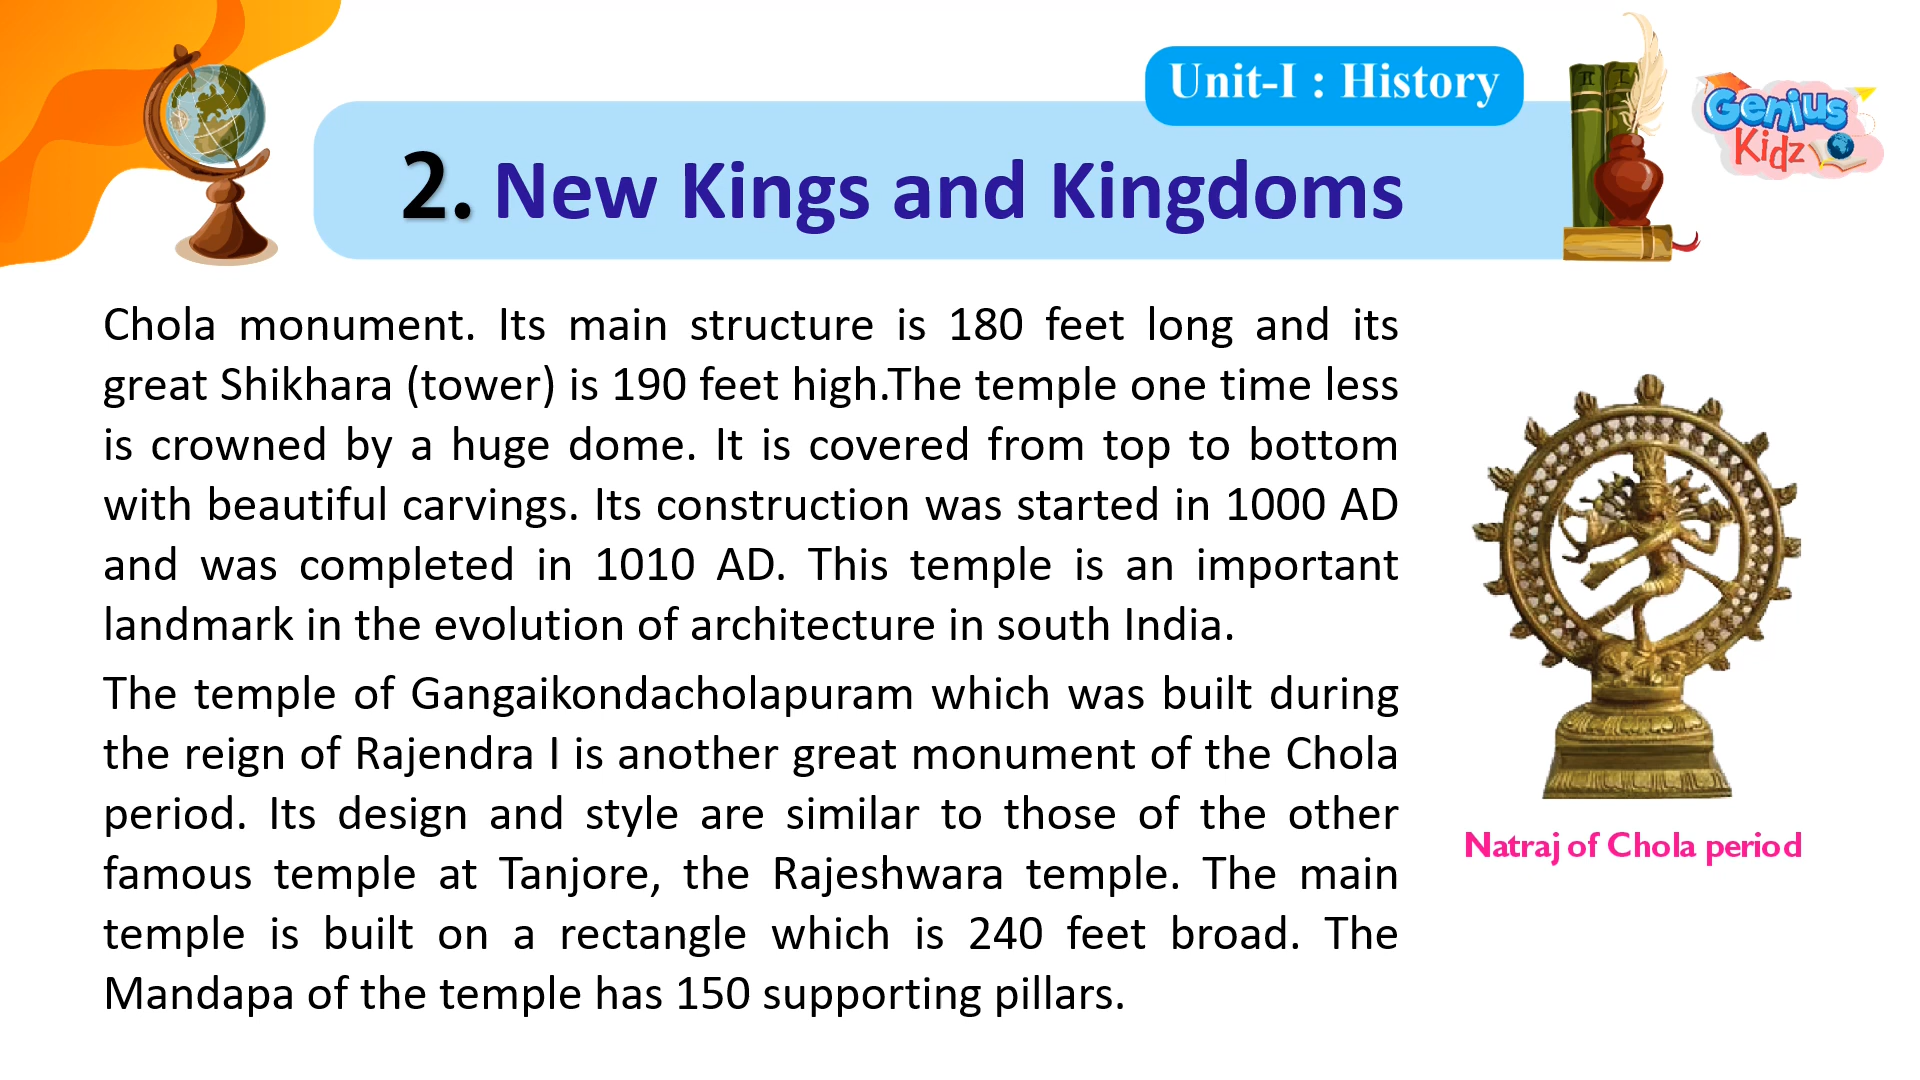 Unit-I : History
Genius
Kidz
2. New Kings and Kingdoms
Chola monument. Its main structure is 180 feet long and its
great Shikhara (tower) is 190 feet high.The temple one time less
is crowned by a huge dome. It is covered from top to bottom
with beautiful carvings. Its construction was started in 1000 AD
and was completed in 1010 AD. This temple is an important
landmark in the evolution of architecture in south India.
The temple of Gangaikondacholapuram which was built during
the reign of Rajendra I is another great monument of the Chola
period. Its design and style are similar to those of the other
famous temple at Tanjore, the Rajeshwara temple. The main
temple is built on a rectangle which is 240 feet broad. The
Mandapa of the temple has 150 supporting pillars.
Natraj of Chola period